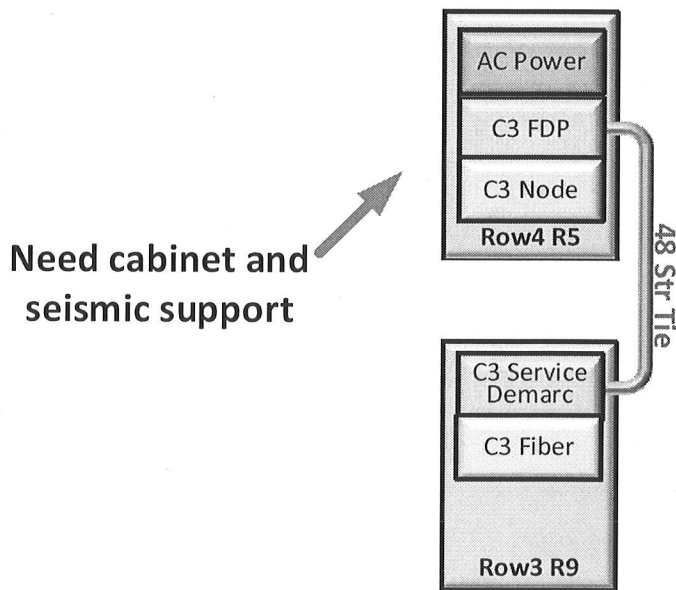 AC Power
C3 FDP
C3 Node
Row4 R5
Need cabinet and
seismic support
48 Str Tie
C3 Service
Demarc
C3 Fiber
Row3 R9